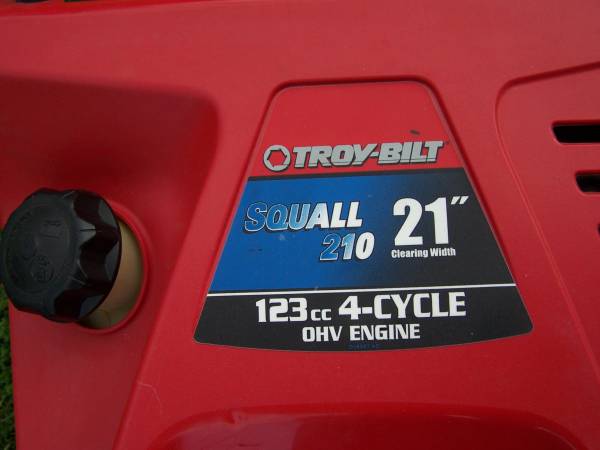 TROY-BILT
SQUALL
210
21"
Clearing Width
123cc 4-CYCLE
OHV ENGINE